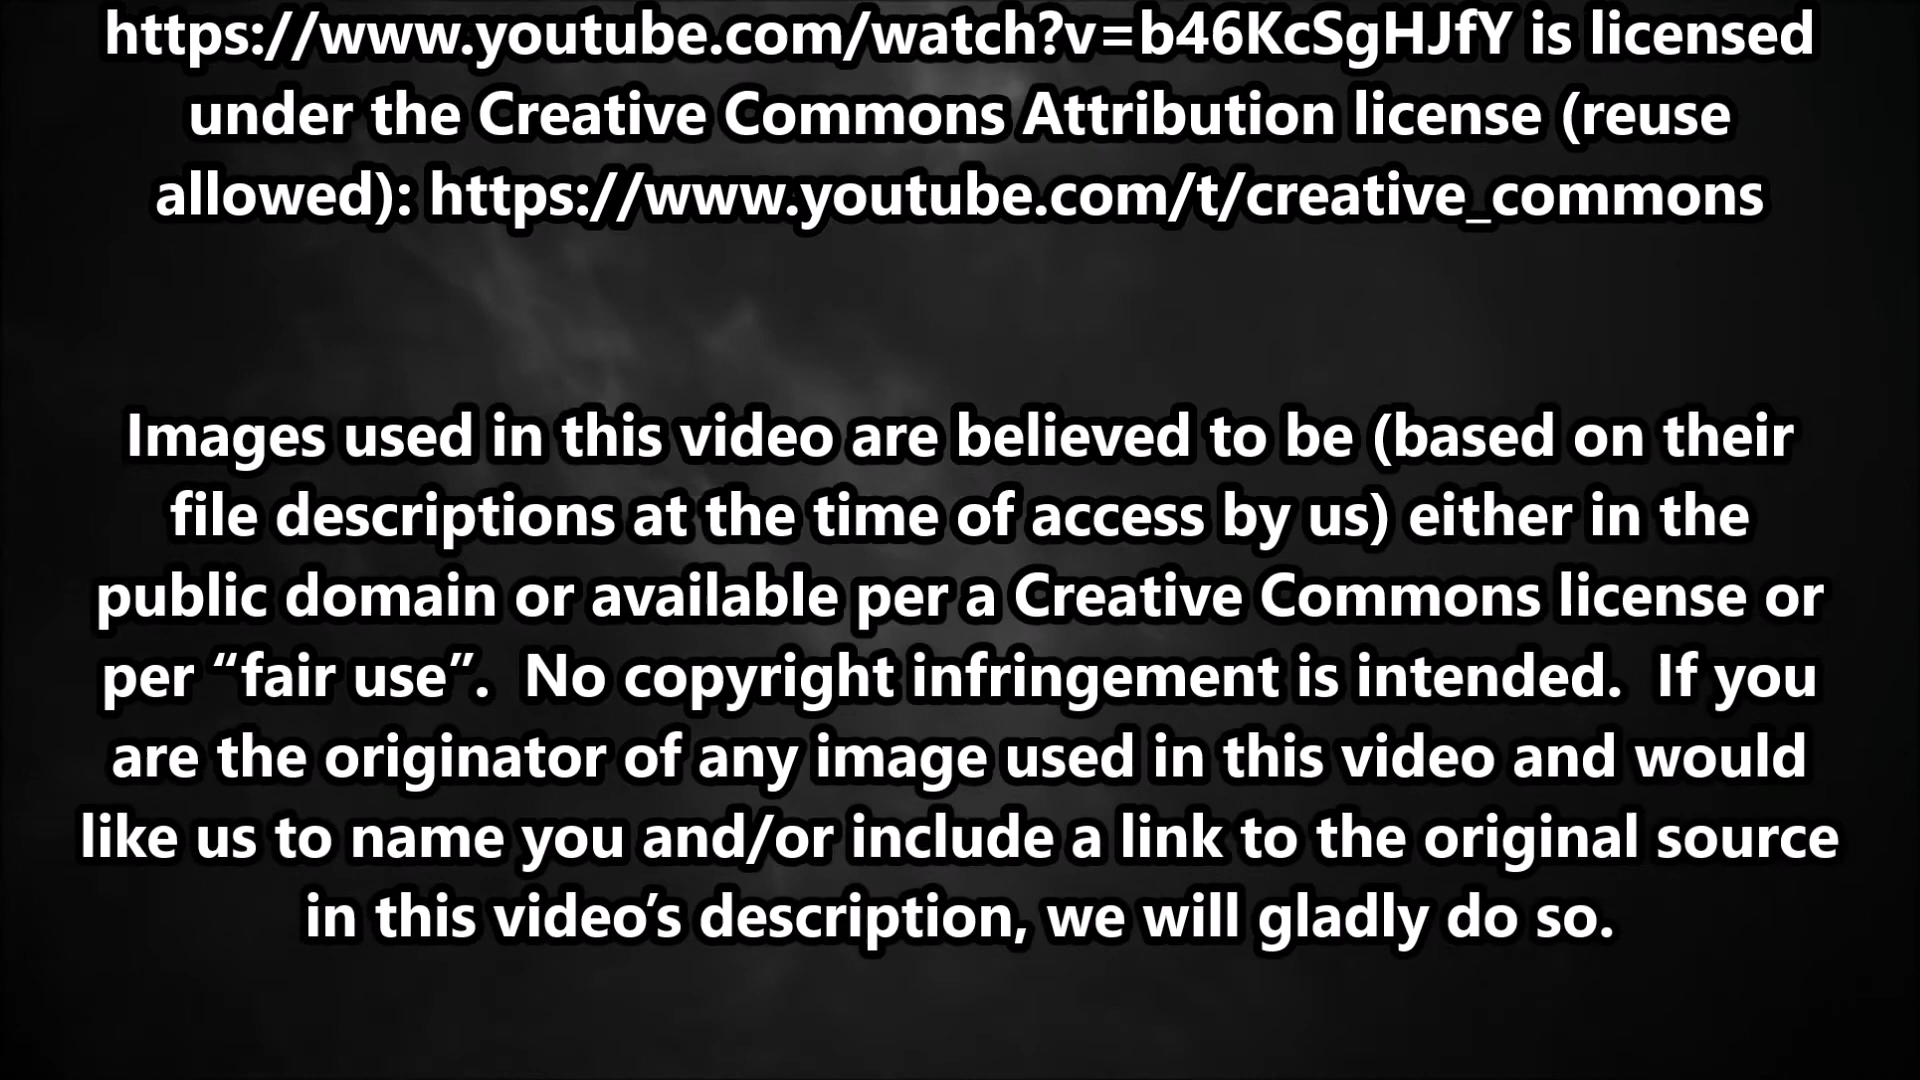 https://www.youtube.com/watch?v=b46KcSgHJfY is licensed
under the Creative Commons Attribution license (reuse
allowed): https://www.youtube.com/t/creative_commons
Images used in this video are believed to be (based on their
file descriptions at the time of access by us) either in the
public domain or available per a Creative Commons license or
per “fair use”.  No copyright infringement is intended.  If you
are the originator of any image used in this video and would
like us to name you and/or include a link to the original source
in this video’s description, we will gladly do so.